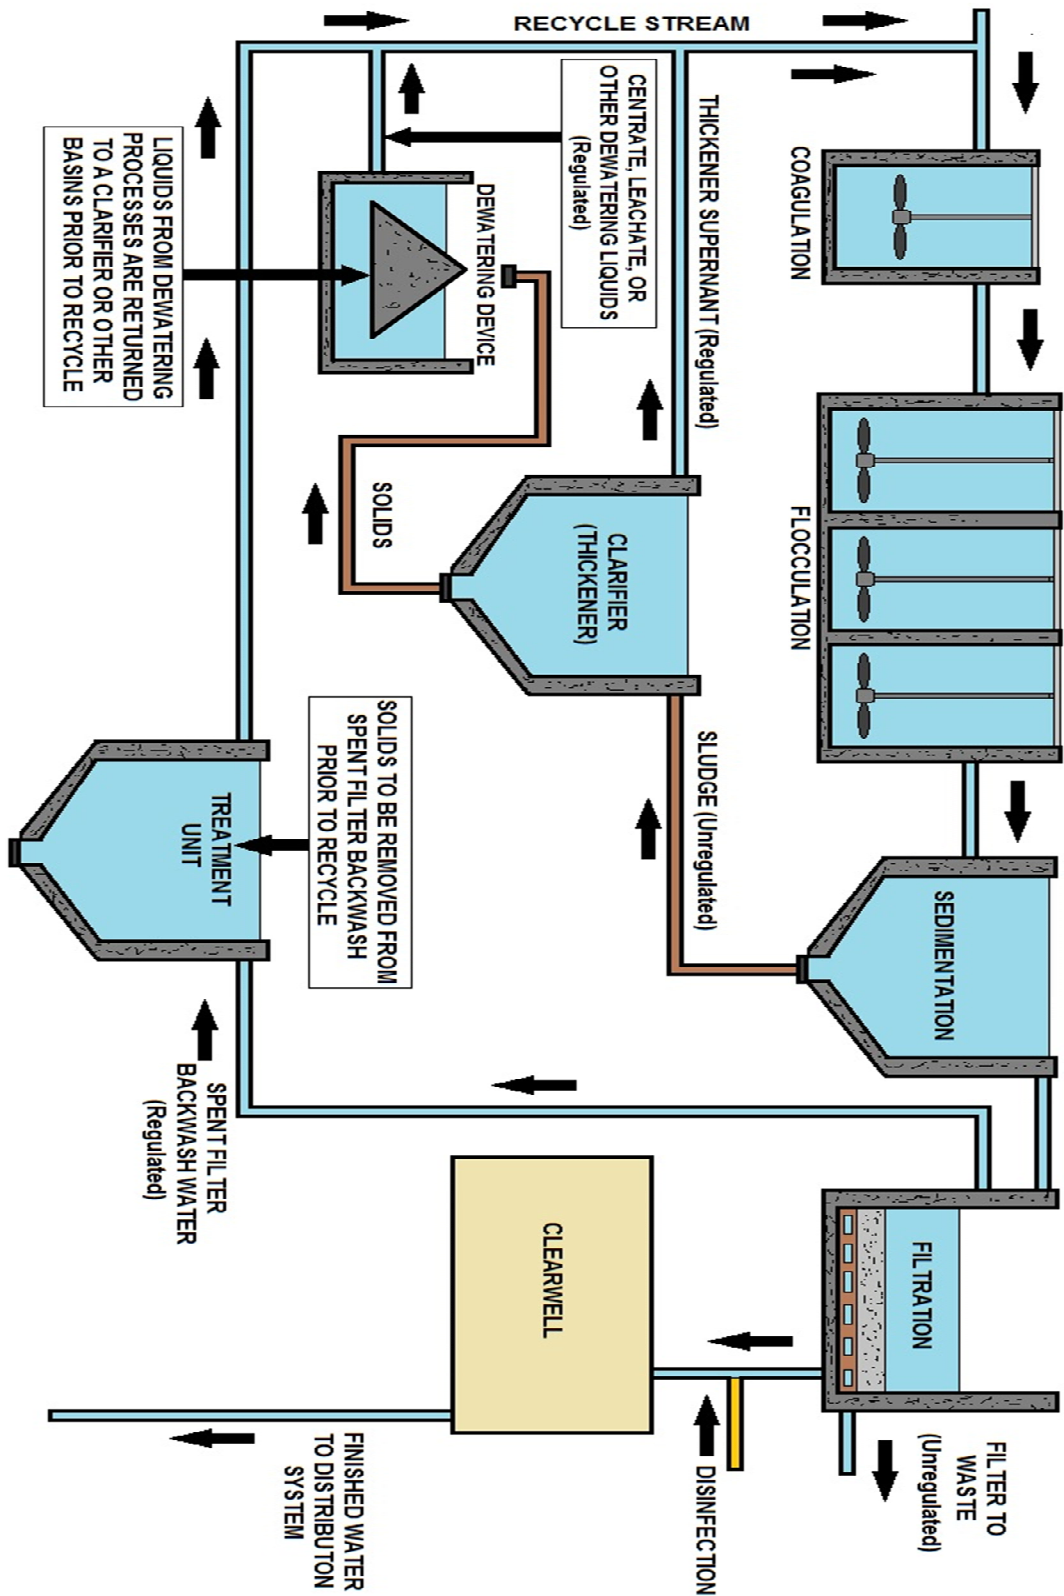 RECYCLE STREAM
COAGULATION
FLOCCULATION
SEDIMENTATION
FILTRATION
FILTER TO
WASTE
(Unregulated)
THICKENER SUPERNANT (Regulated)
CENTRATE, LEACHATE, OR
OTHER DEWATERING LIQUIDS
(Regulated)
DEWATERING DEVICE
CLARIFIER
(THICKENER)
SLUDGE (Unregulated)
SOLIDS
LIQUIDS FROM DEWATERING
PROCESSES ARE RETURNED
TO A CLARIFIER OR OTHER
BASINS PRIOR TO RECYCLE
SOLIDS TO BE REMOVED FROM
SPENT FILTER BACKWASH
PRIOR TO RECYCLE
TREATMENT
UNIT
SPENT FILTER
BACKWASH WATER
(Regulated)
CLEARWELL
DISINFECTION
FINISHED WATER
TO DISTRIBUTON
SYSTEM